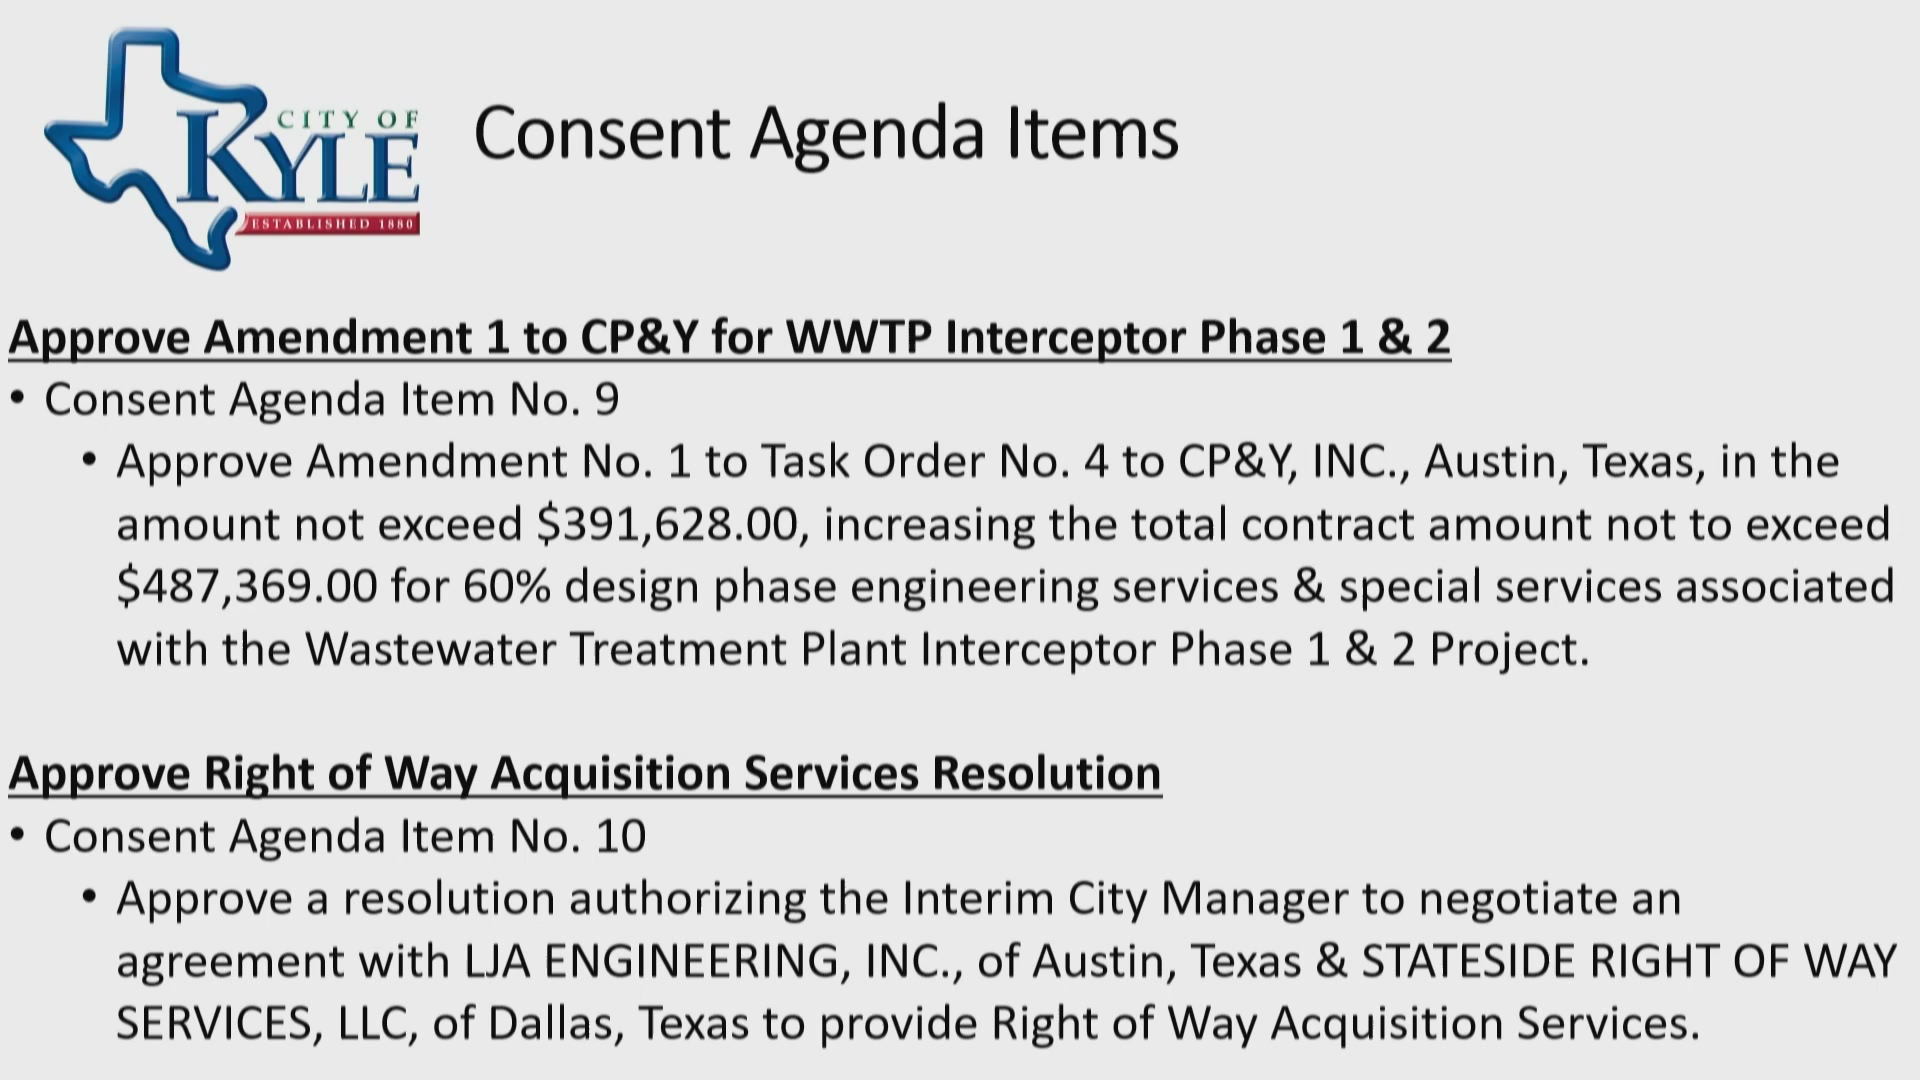 CITY OF
KYLE
ESTABLISHED 1880
Consent Agenda Items
Approve Amendment 1 to CP&Y for WWTP Interceptor Phase 1 & 2
• Consent Agenda Item No. 9
• Approve Amendment No. 1 to Task Order No. 4 to CP&Y, INC., Austin, Texas, in the
amount not exceed $391,628.00, increasing the total contract amount not to exceed
$487,369.00 for 60% design phase engineering services & special services associated
with the Wastewater Treatment Plant Interceptor Phase 1 & 2 Project.
Approve Right of Way Acquisition Services Resolution
• Consent Agenda Item No. 10
• Approve a resolution authorizing the Interim City Manager to negotiate an
agreement with LJA ENGINEERING, INC., of Austin, Texas & STATESIDE RIGHT OF WAY
SERVICES, LLC, of Dallas, Texas to provide Right of Way Acquisition Services.